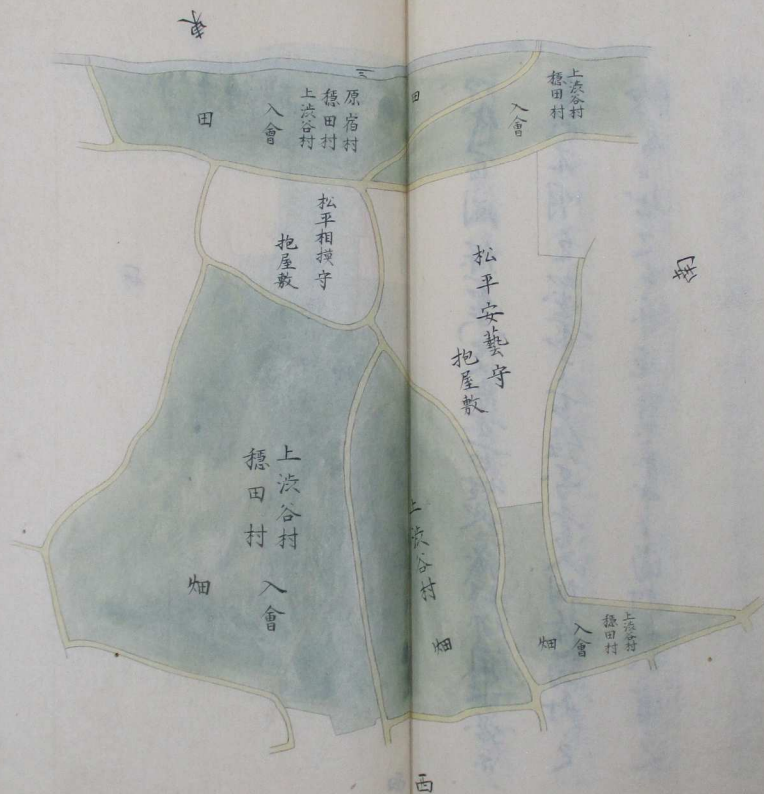 東
上渋谷村
穏田村
入會
田
原宿村
穏田村
上渋谷村
入會
田
松平相摸守
抱屋敷
松平安藝守
抱屋敷
上渋谷村
穏田村
入會
畑
上渋谷村
畑
上渋谷村
穏田村
入會
畑
西